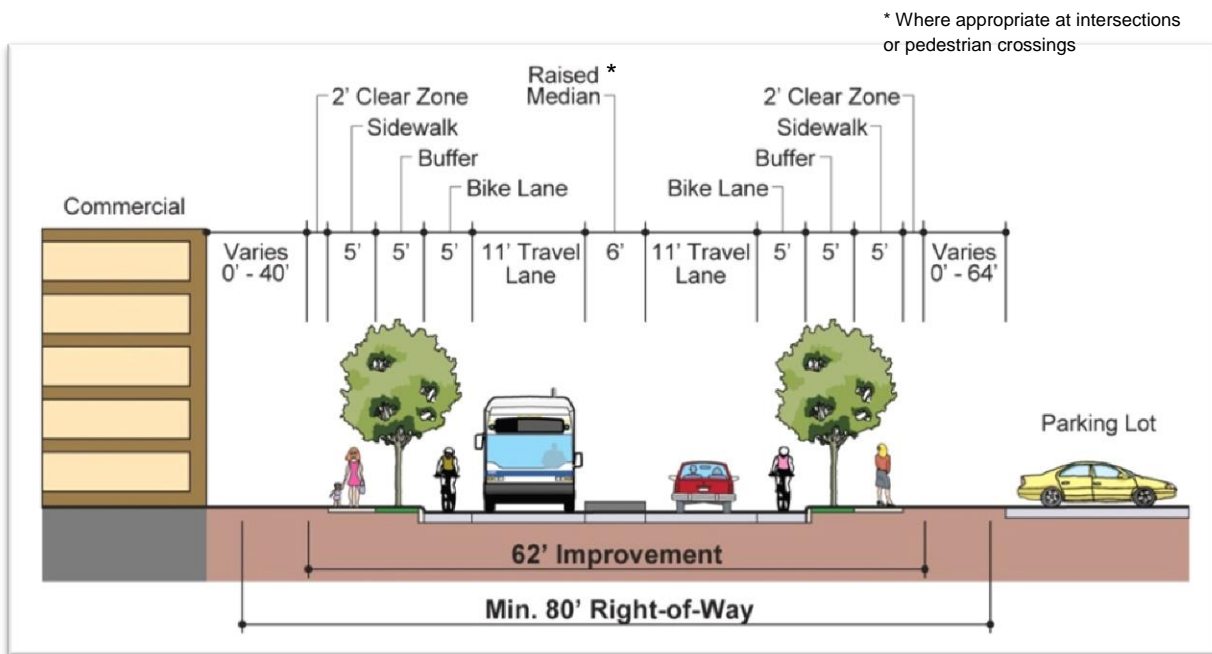 * Where appropriate at intersections
or pedestrian crossings
Raised *
Median
2’ Clear Zone
2’ Clear Zone
Sidewalk
Sidewalk
Buffer
Buffer
Bike Lane
Bike Lane
Commercial
Varies
0’ - 40’
5’
5’
5’
11’ Travel
Lane
6’
11’ Travel
Lane
5’
5’
5’
Varies
0’ - 64’
Parking Lot
62’ Improvement
Min. 80’ Right-of-Way